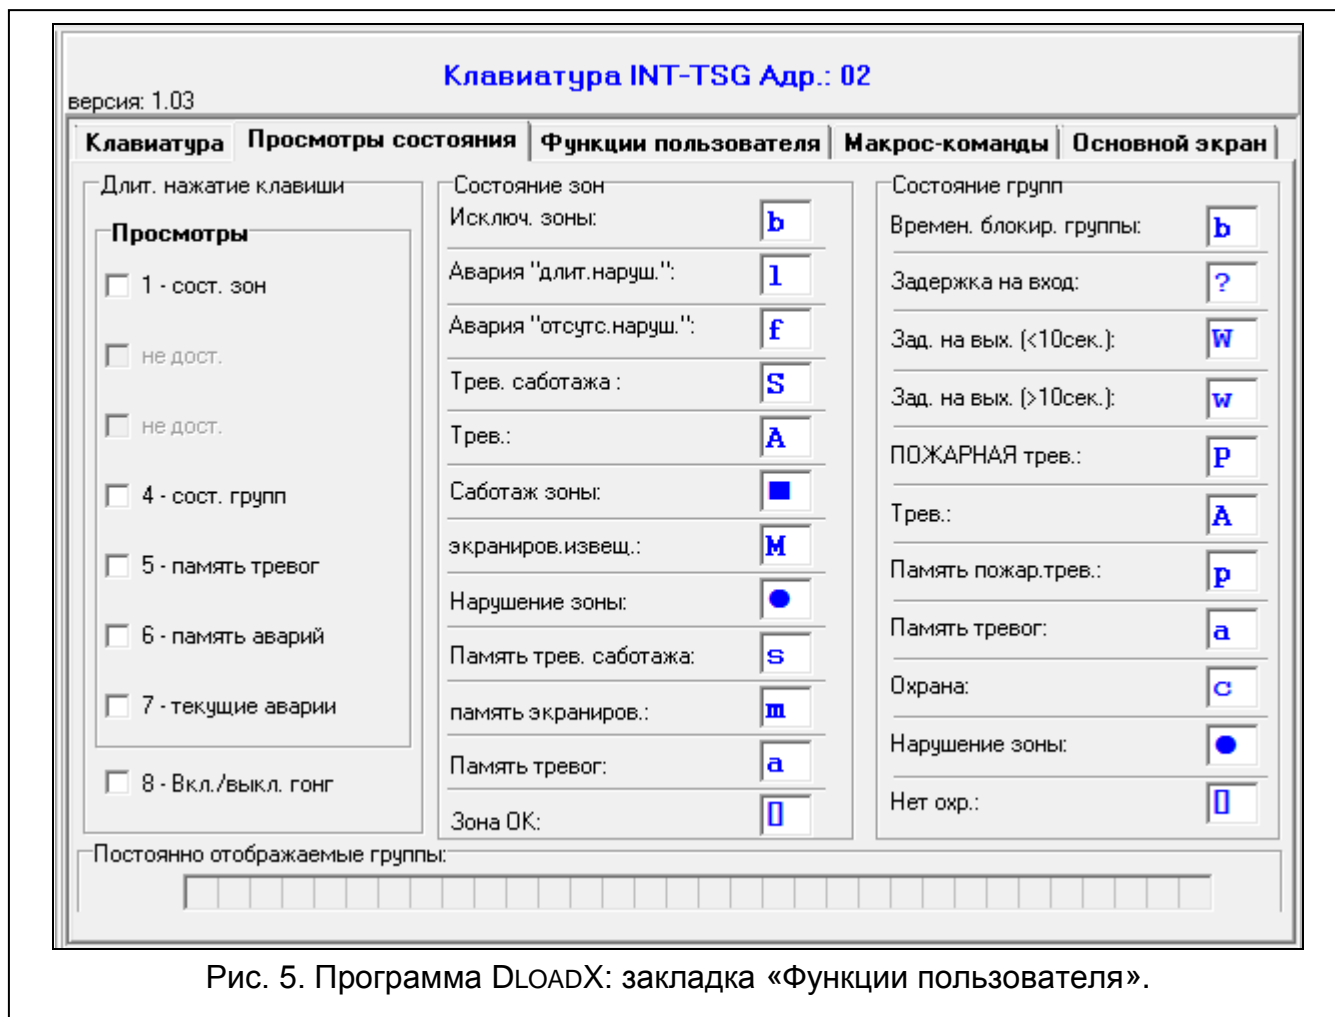 Клавиатура INT-TSG Адр.: 02
версия: 1.03
Клавиатура Просмотры состояния Функции пользователя Макрос-команды Основной экран
Длит. нажатие клавиши
Просмотры
1 - сост. зон
не дост.
не дост.
4 - сост. групп
5 - память тревог
6 - память аварий
7 - текущие аварии
8 - Вкл./выкл. гонг
Состояние зон
Исключ. зоны: b
Авария "длит.наруш.": l
Авария "отсутс.наруш.": f
Трев. саботажа : S
Трев.: A
Саботаж зоны: ■
экраниров.извещ.: M
Нарушение зоны: ●
Память трев. саботажа: s
память экраниров.: m
Память тревог: a
Зона ОК: ▯
Состояние групп
Времен. блокир. группы: b
Задержка на вход: ?
Зад. на вых. (<10сек.): W
Зад. на вых. (>10сек.): w
ПОЖАРНАЯ трев.: P
Трев.: A
Память пожар.трев.: p
Память тревог: a
Охрана: c
Нарушение зоны: ●
Нет охр.: ▯
Постоянно отображаемые группы:
Рис. 5. Программа DLOADX: закладка «Функции пользователя».